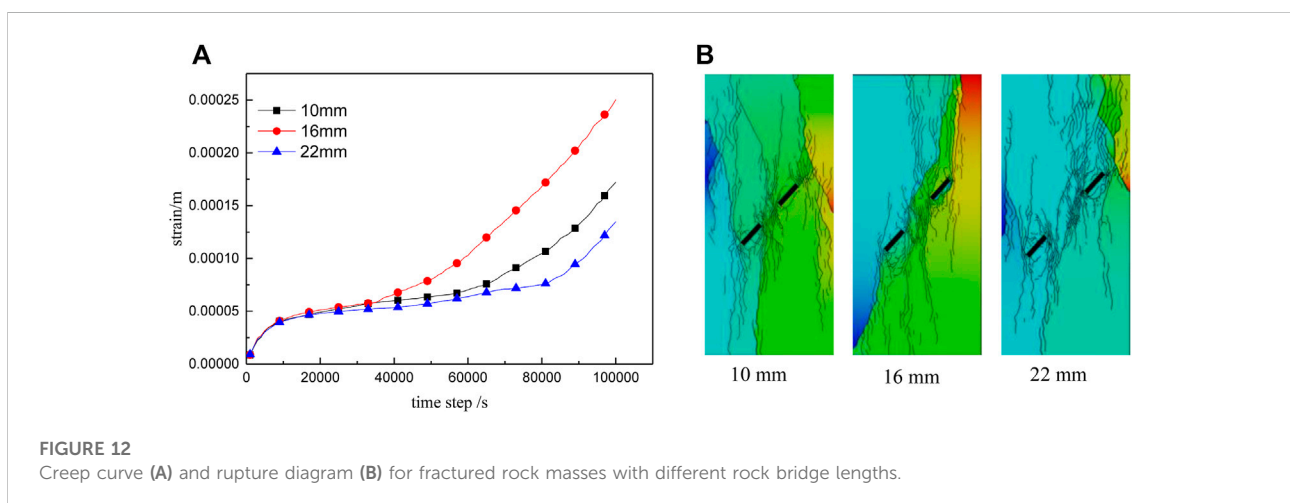 A
B
10mm
16mm
22mm
0.00025
0.00020
0.00015
0.00010
0.00005
0.00000
strain/m
0 20000 40000 60000 80000 100000
time step /s
10 mm 16 mm 22 mm
FIGURE 12
Creep curve (A) and rupture diagram (B) for fractured rock masses with different rock bridge lengths.